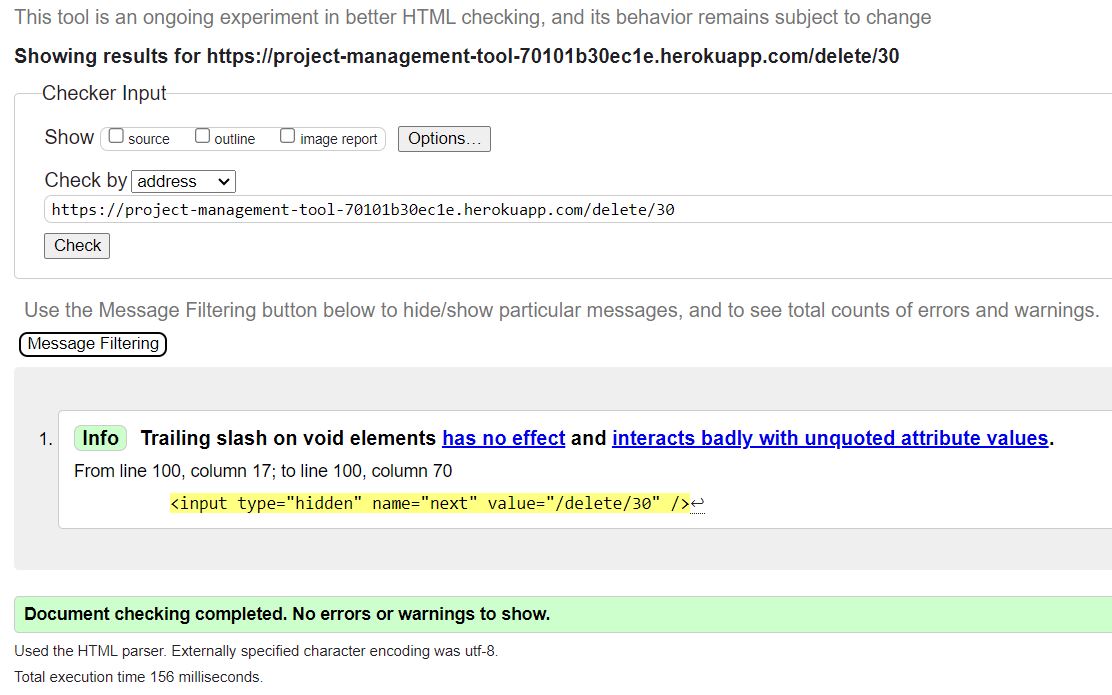 This tool is an ongoing experiment in better HTML checking, and its behavior remains subject to change
Showing results for https://project-management-tool-70101b30ec1e.herokuapp.com/delete/30
Checker Input
Show source outline image report Options...
Check by address
https://project-management-tool-70101b30ec1e.herokuapp.com/delete/30
Check
Use the Message Filtering button below to hide/show particular messages, and to see total counts of errors and warnings.
Message Filtering
1. Info Trailing slash on void elements has no effect and interacts badly with unquoted attribute values.
From line 100, column 17; to line 100, column 70
<input type="hidden" name="next" value="/delete/30" />↩
Document checking completed. No errors or warnings to show.
Used the HTML parser. Externally specified character encoding was utf-8.
Total execution time 156 milliseconds.